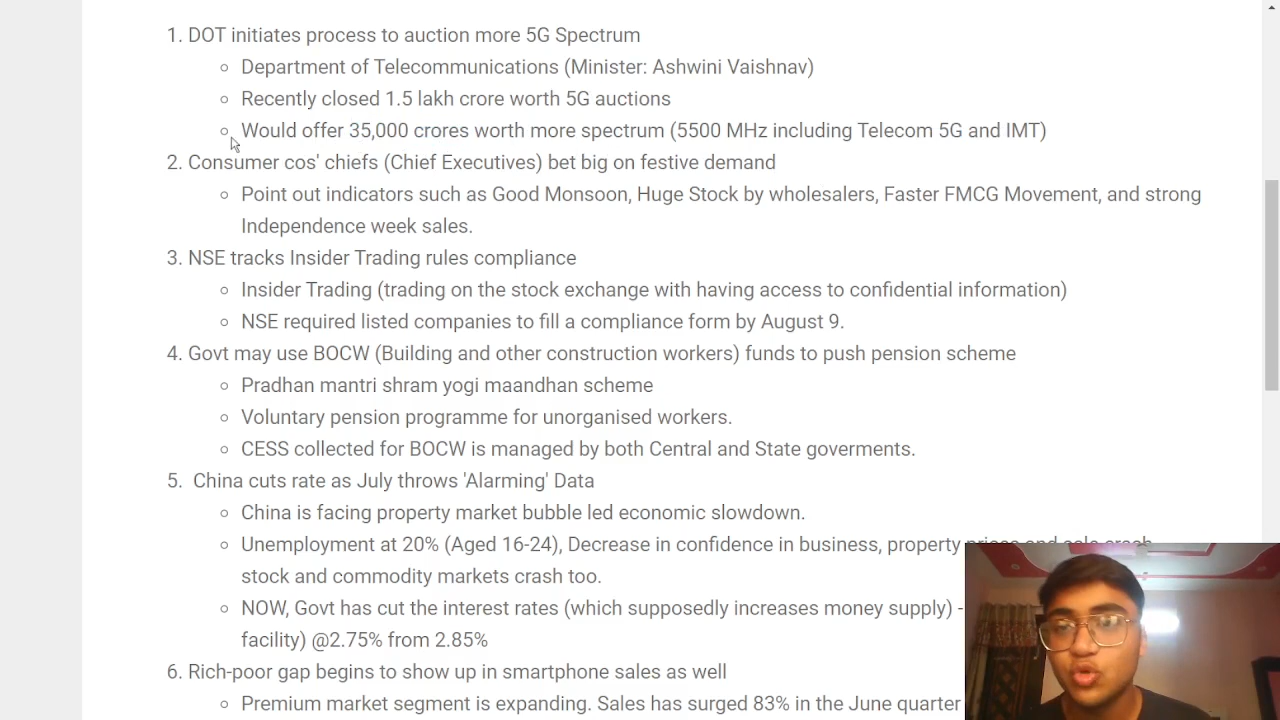 1. DOT initiates process to auction more 5G Spectrum
Department of Telecommunications (Minister: Ashwini Vaishnav)
Recently closed 1.5 lakh crore worth 5G auctions
Would offer 35,000 crores worth more spectrum (5500 MHz including Telecom 5G and IMT)
2. Consumer cos' chiefs (Chief Executives) bet big on festive demand
Point out indicators such as Good Monsoon, Huge Stock by wholesalers, Faster FMCG Movement, and strong
Independence week sales.
3. NSE tracks Insider Trading rules compliance
Insider Trading (trading on the stock exchange with having access to confidential information)
NSE required listed companies to fill a compliance form by August 9.
4. Govt may use BOCW (Building and other construction workers) funds to push pension scheme
Pradhan mantri shram yogi maandhan scheme
Voluntary pension programme for unorganised workers.
CESS collected for BOCW is managed by both Central and State goverments.
5. China cuts rate as July throws 'Alarming' Data
China is facing property market bubble led economic slowdown.
Unemployment at 20% (Aged 16-24), Decrease in confidence in business, property prices and sale crash
stock and commodity markets crash too.
NOW, Govt has cut the interest rates (which supposedly increases money supply) -
facility) @2.75% from 2.85%
6. Rich-poor gap begins to show up in smartphone sales as well
Premium market segment is expanding. Sales has surged 83% in the June quarter